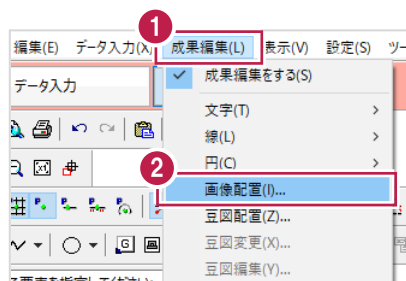 1
編集(E) データ入力(X) 成果編集(L) 表示(V) 設定(S)
データ入力
成果編集をする(S)
文字(T)
線(L)
円(C)
2
画像配置(I)...
豆図配置(Z)...
豆図変更(X)...
豆図編集(Y)...